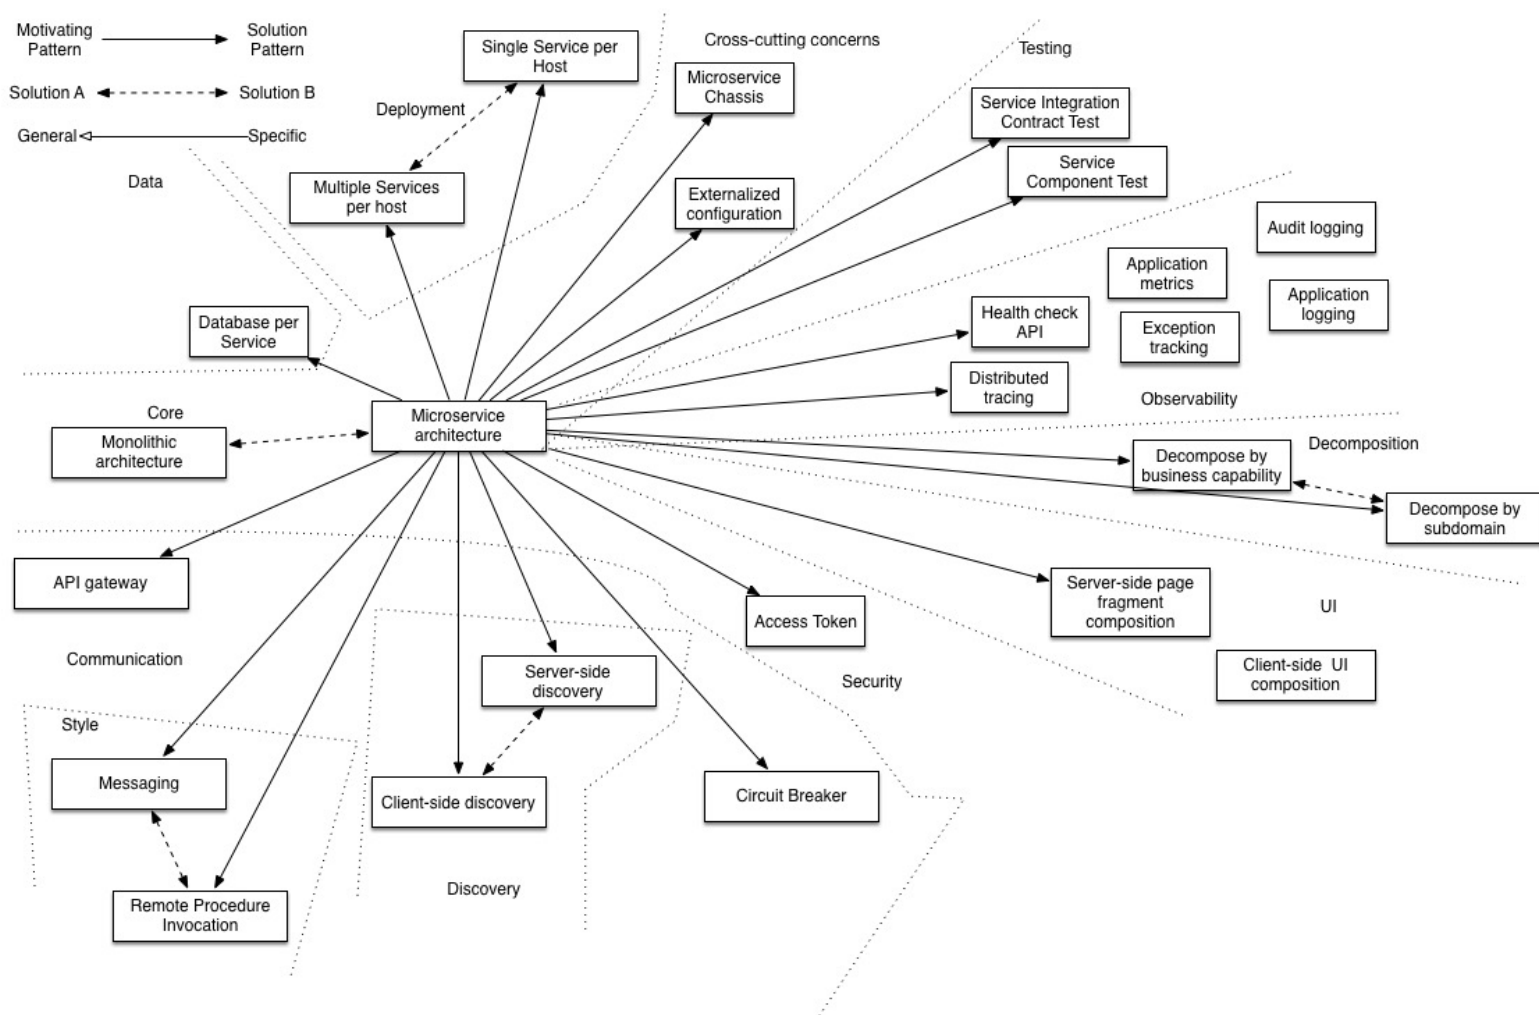 Motivating
Pattern
Solution
Pattern
Solution A
Solution B
General
Specific
Data
Deployment
Single Service per
Host
Multiple Services
per host
Cross-cutting concerns
Microservice
Chassis
Externalized
configuration
Testing
Service Integration
Contract Test
Service
Component Test
Audit logging
Application
metrics
Application
logging
Health check
API
Exception
tracking
Distributed
tracing
Observability
Database per
Service
Core
Monolithic
architecture
Microservice
architecture
Decomposition
Decompose by
business capability
Decompose by
subdomain
API gateway
Communication
Server-side page
fragment
composition
UI
Client-side UI
composition
Access Token
Security
Server-side
discovery
Style
Messaging
Client-side discovery
Circuit Breaker
Discovery
Remote Procedure
Invocation